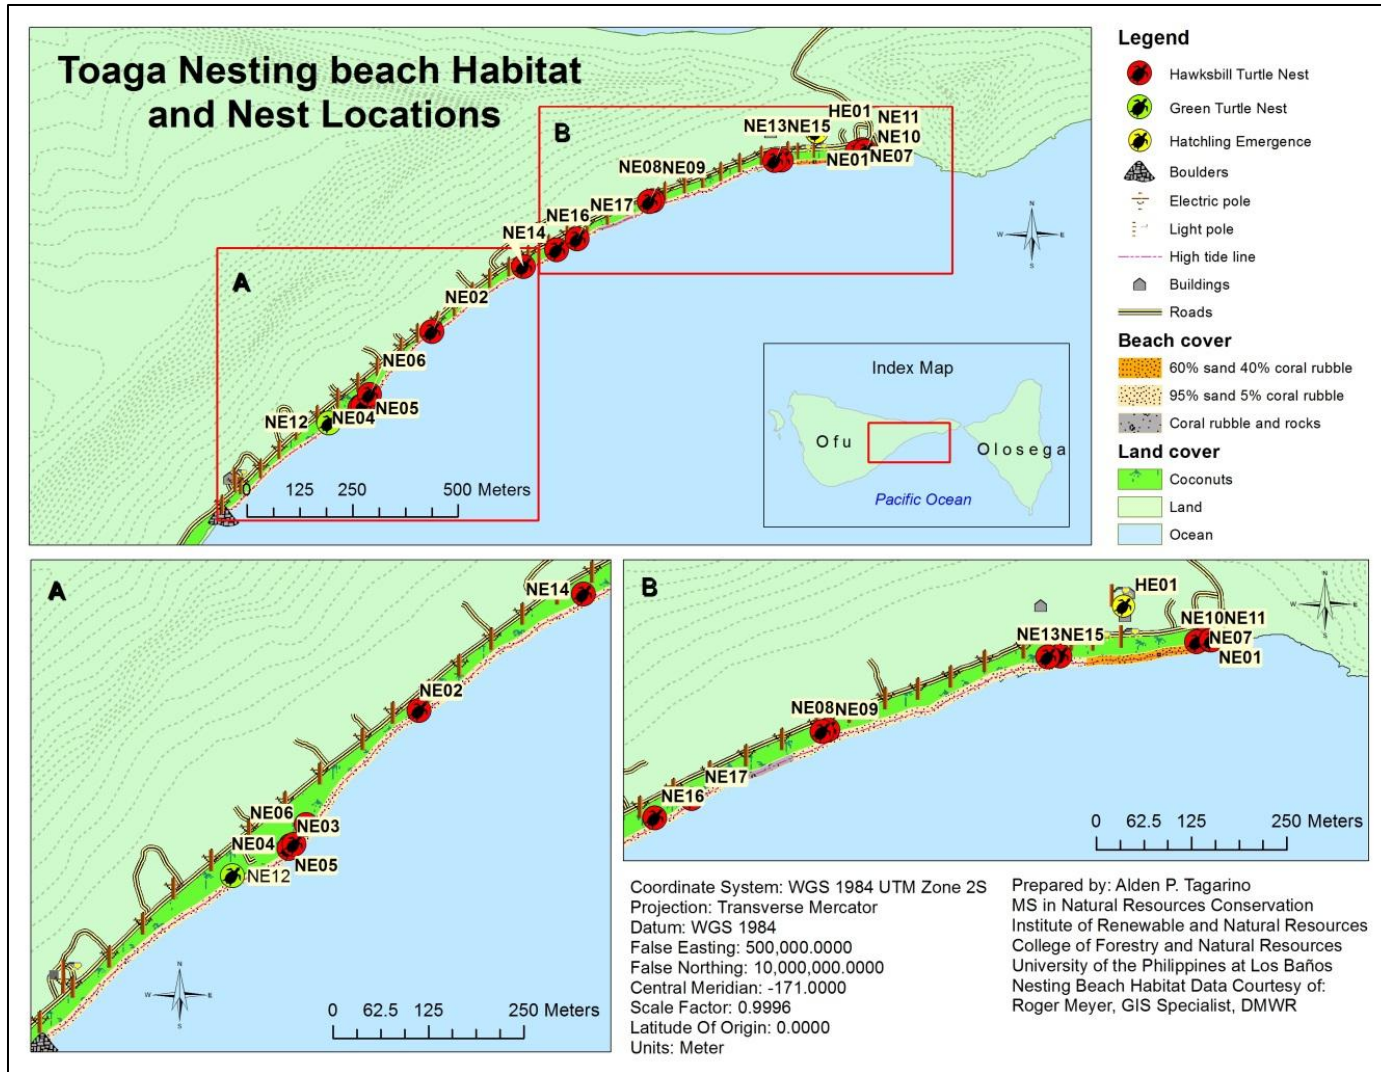 Toaga Nesting beach Habitat
and Nest Locations
B
HE01
NE11
NE13NE15
NE10
NE01
NE07
NE08NE09
NE17
NE16
NE14
A
NE02
NE06
NE05
NE04
NE12
0 125 250 500 Meters
N
W E
S
Index Map
Ofu
Olosega
Pacific Ocean
Legend
Hawksbill Turtle Nest
Green Turtle Nest
Hatchling Emergence
Boulders
Electric pole
Light pole
High tide line
Buildings
Roads
Beach cover
60% sand 40% coral rubble
95% sand 5% coral rubble
Coral rubble and rocks
Land cover
Coconuts
Land
Ocean
A
NE14
NE02
NE06
NE03
NE04
NE05
NE12
N
W E
S
0 62.5 125 250 Meters
B
HE01
N
W E
S
NE10NE11
NE13NE15
NE07
NE01
NE08NE09
NE17
NE16
0 62.5 125 250 Meters
Coordinate System: WGS 1984 UTM Zone 2S
Projection: Transverse Mercator
Datum: WGS 1984
False Easting: 500,000.0000
False Northing: 10,000,000.0000
Central Meridian: -171.0000
Scale Factor: 0.9996
Latitude Of Origin: 0.0000
Units: Meter
Prepared by: Alden P. Tagarino
MS in Natural Resources Conservation
Institute of Renewable and Natural Resources
College of Forestry and Natural Resources
University of the Philippines at Los Baños
Nesting Beach Habitat Data Courtesy of:
Roger Meyer, GIS Specialist, DMWR